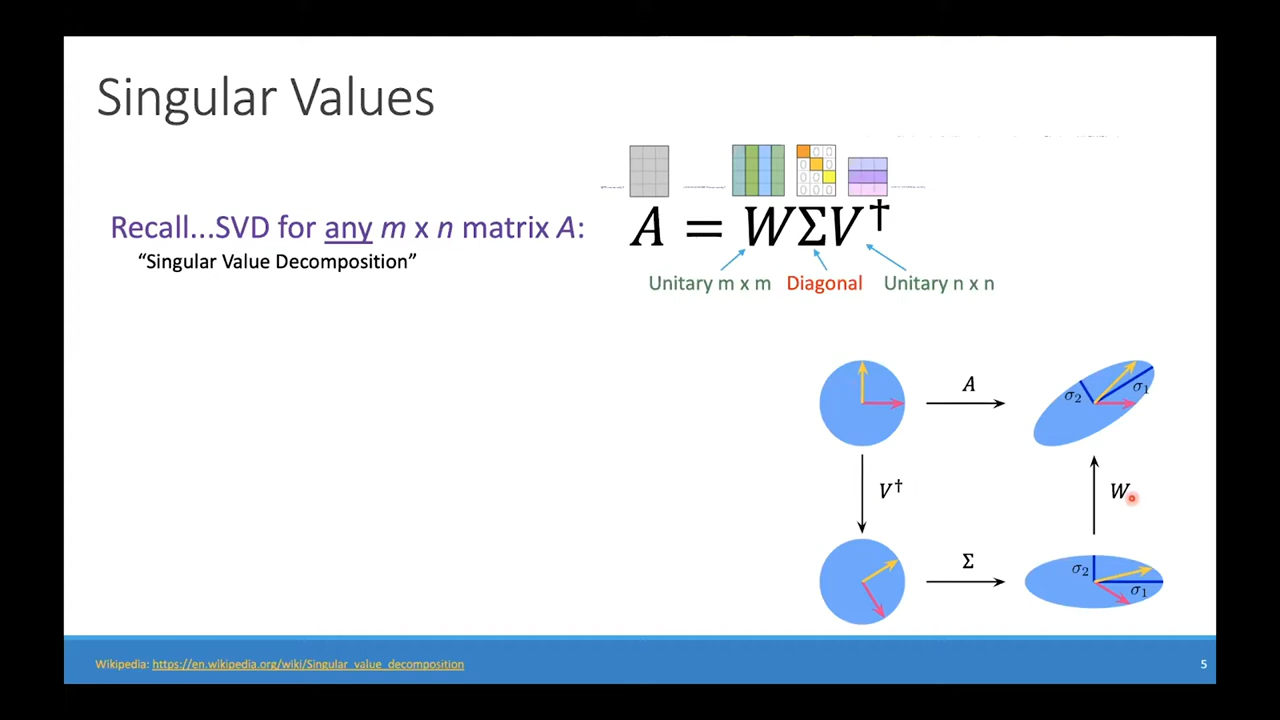 Singular Values
Recall...SVD for any m x n matrix A:
“Singular Value Decomposition”
A = WΣV†
Unitary m x m
Diagonal
Unitary n x n
A
σ2
σ1
V†
W
Σ
σ2
σ1
Wikipedia: https://en.wikipedia.org/wiki/Singular_value_decomposition
5